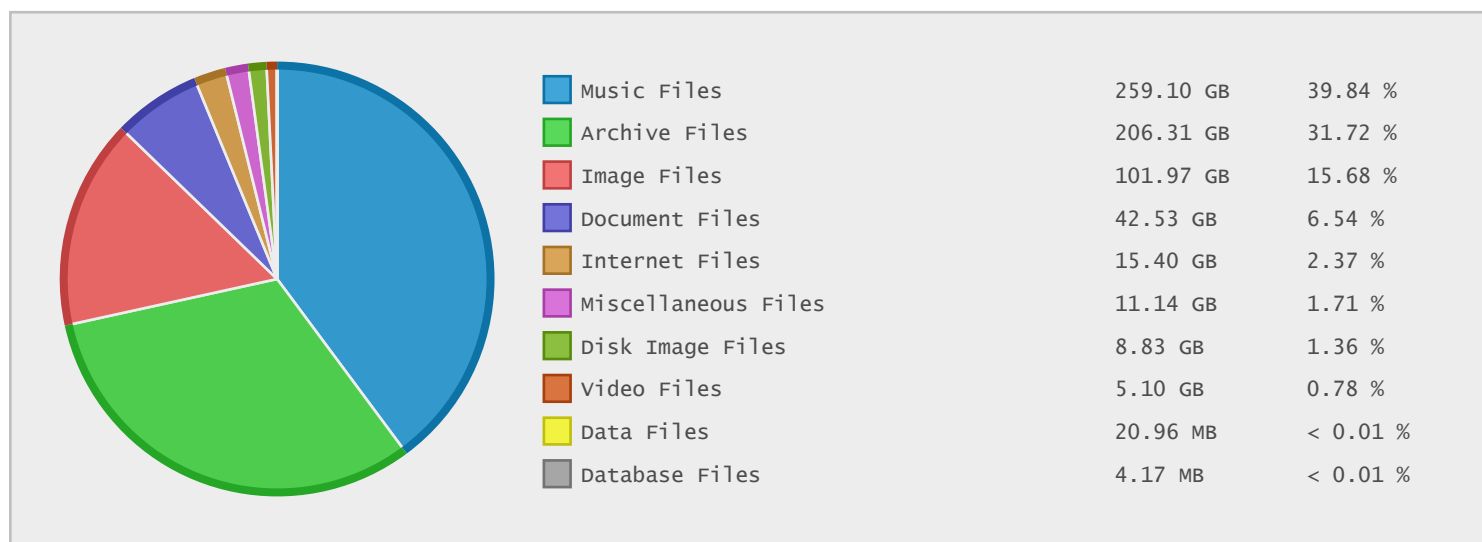 Music Files 259.10 GB 39.84 %
Archive Files 206.31 GB 31.72 %
Image Files 101.97 GB 15.68 %
Document Files 42.53 GB 6.54 %
Internet Files 15.40 GB 2.37 %
Miscellaneous Files 11.14 GB 1.71 %
Disk Image Files 8.83 GB 1.36 %
Video Files 5.10 GB 0.78 %
Data Files 20.96 MB < 0.01 %
Database Files 4.17 MB < 0.01 %